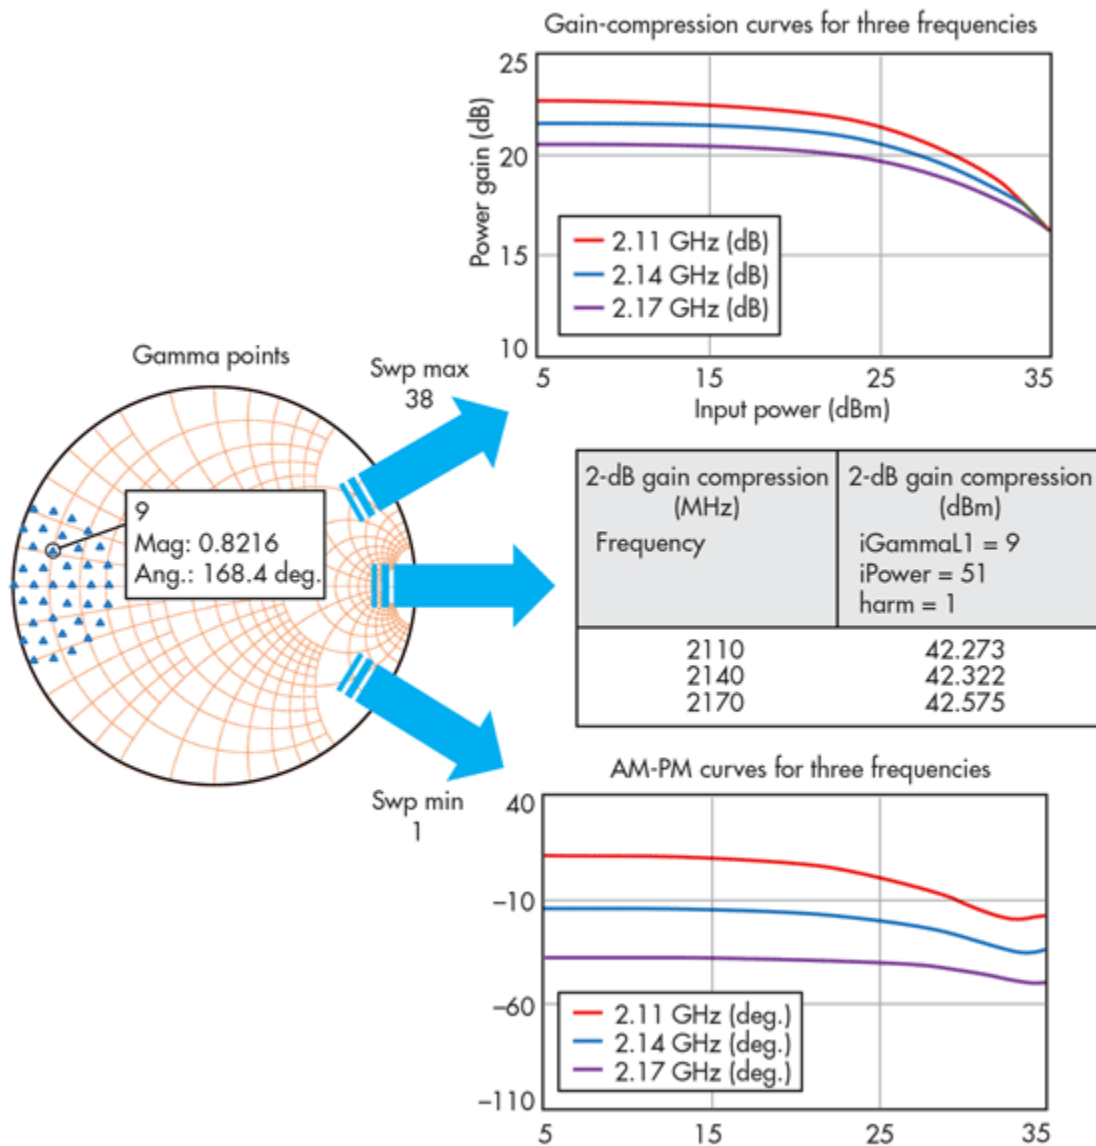 Gain-compression curves for three frequencies
25
20
15
10
Power gain (dB)
2.11 GHz (dB)
2.14 GHz (dB)
2.17 GHz (dB)
5 15 25 35
Input power (dBm)
Gamma points
Swp max
38
9
Mag: 0.8216
Ang.: 168.4 deg.
Swp min
1
2-dB gain compression 2-dB gain compression
(MHz) (dBm)
Frequency iGammaL1 = 9
iPower = 51
harm = 1
2110 42.273
2140 42.322
2170 42.575
AM-PM curves for three frequencies
40
–10
–60
–110
2.11 GHz (deg.)
2.14 GHz (deg.)
2.17 GHz (deg.)
5 15 25 35